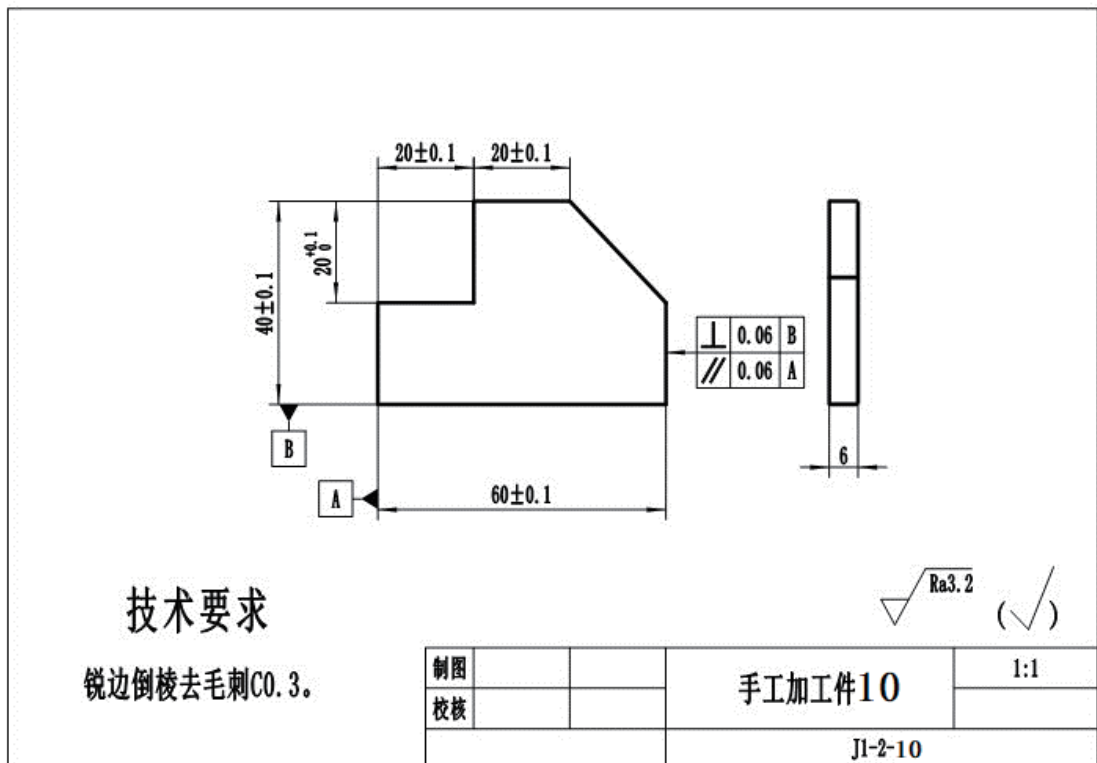 20±0.1 20±0.1
20 +0.1 0
40±0.1
⊥ 0.06 B
// 0.06 A
B
A
60±0.1
6
技术要求
锐边倒棱去毛刺C0.3。
Ra3.2 (√)
制图
校核
手工加工件10
1:1
J1-2-10